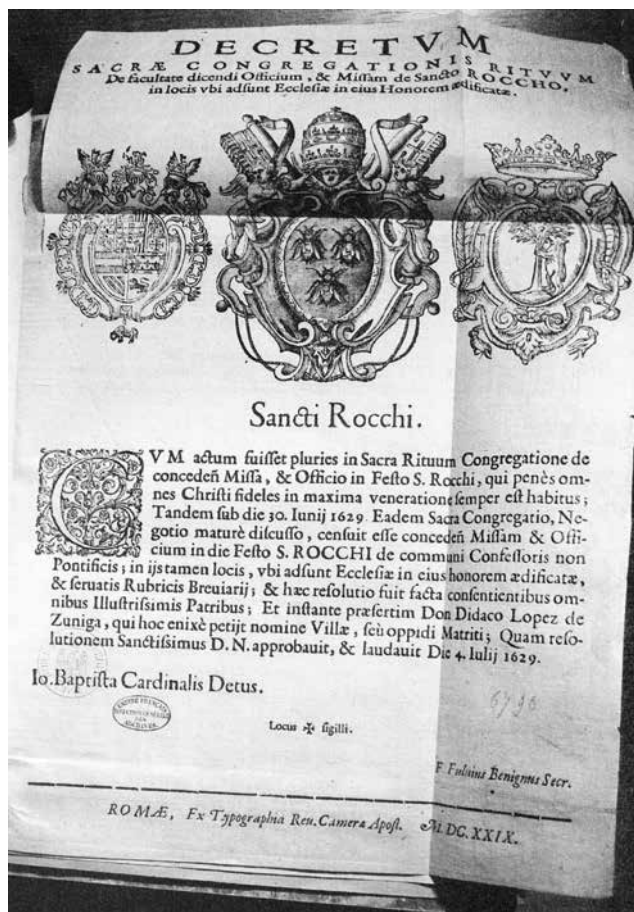 DECRETVM
SACRÆ CONGREGATIONIS RITVVM
De facultate dicendi Officium, & Missam de Sancto ROCCHO,
in locis vbi adsunt Ecclesiæ in eius Honorem ædificatæ.
Sancti Rocchi.
CVM actum fuisset pluries in Sacra Rituum Congregatione de
conceden̄ Missa, & Officio in Festo S. Rocchi, qui penès om-
nes Christi fideles in maxima veneratione semper est habitus;
Tandem sub die 30. Iunij 1629. Eadem Sacra Congregatio, Ne-
gotio maturè discusso, censuit esse conceden̄ Missam & Offi-
cium in die Festo S. ROCCHI de communi Confessoris non
Pontificis; in ijs tamen locis, vbi adsunt Ecclesiæ in eius honorem ædificatæ,
& seruatis Rubricis Breuiarij; & hæc resolutio fuit facta consentientibus om-
nibus Illustrissimis Patribus; Et instante præsertim Don Didaco Lopez de
Zuniga, qui hoc enixè petijt nomine Villæ, seù oppidi Matriti; Quam reso-
lutionem Sanctissimus D. N. approbauit, & laudauit Die 4. Iulij 1629.
Io. Baptista Cardinalis Detus.
Locus ✠ sigilli.
6796
F. Fuluius Benignus Secr.
ROMÆ, Ex Typographia Reu. Cameræ Apost. M. DC. XXIX.